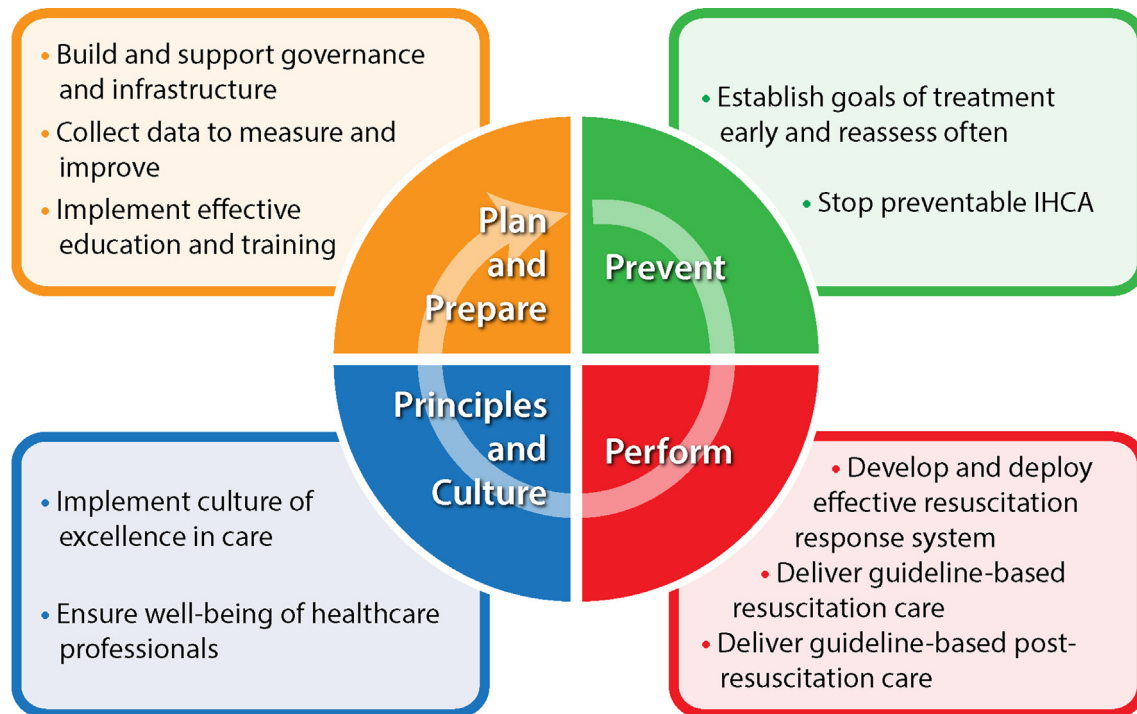 • Build and support governance
and infrastructure
• Collect data to measure and
improve
• Implement effective
education and training
Plan
and
Prepare
• Establish goals of treatment
early and reassess often
• Stop preventable IHCA
Prevent
Principles
and
Culture
• Implement culture of
excellence in care
• Ensure well-being of healthcare
professionals
Perform
• Develop and deploy
effective resuscitation
response system
• Deliver guideline-based
resuscitation care
• Deliver guideline-based post-
resuscitation care